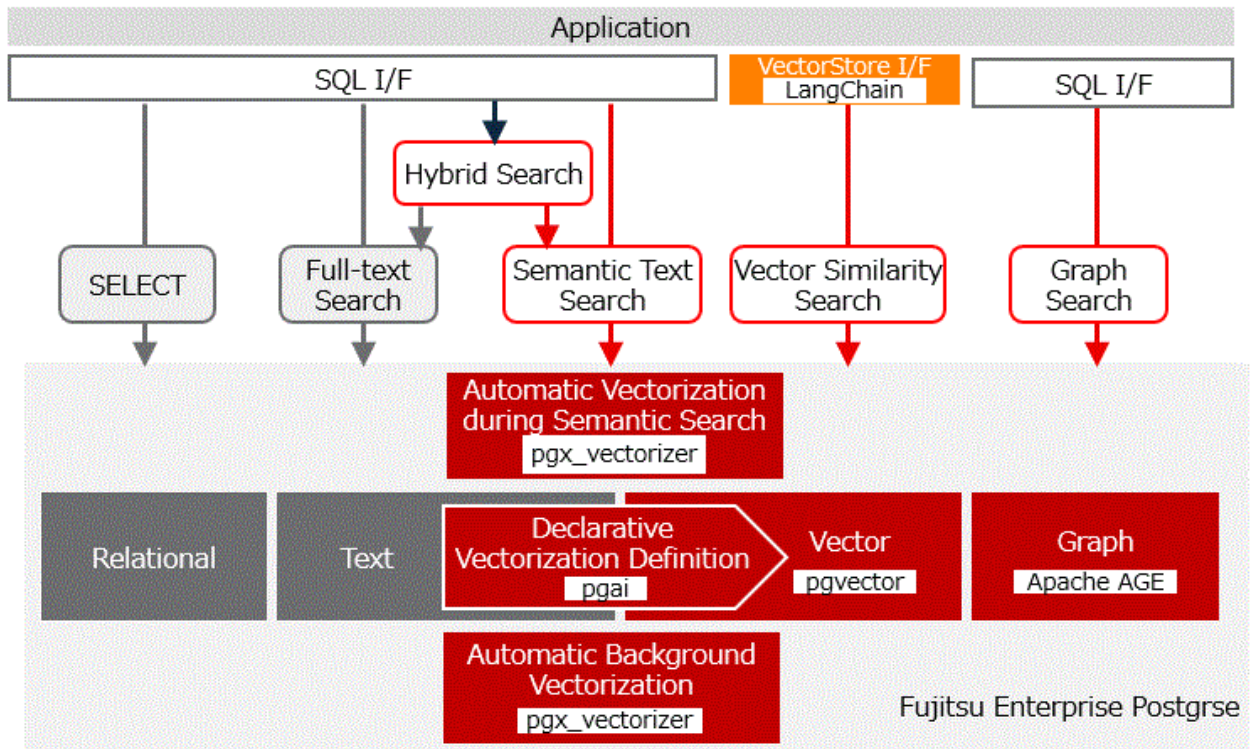 Application
SQL I/F
VectorStore I/F
LangChain
SQL I/F
Hybrid Search
SELECT
Full-text
Search
Semantic Text
Search
Vector Similarity
Search
Graph
Search
Automatic Vectorization
during Semantic Search
pgx_vectorizer
Relational
Text
Declarative
Vectorization Definition
pgai
Vector
pgvector
Graph
Apache AGE
Automatic Background
Vectorization
pgx_vectorizer
Fujitsu Enterprise Postgrse